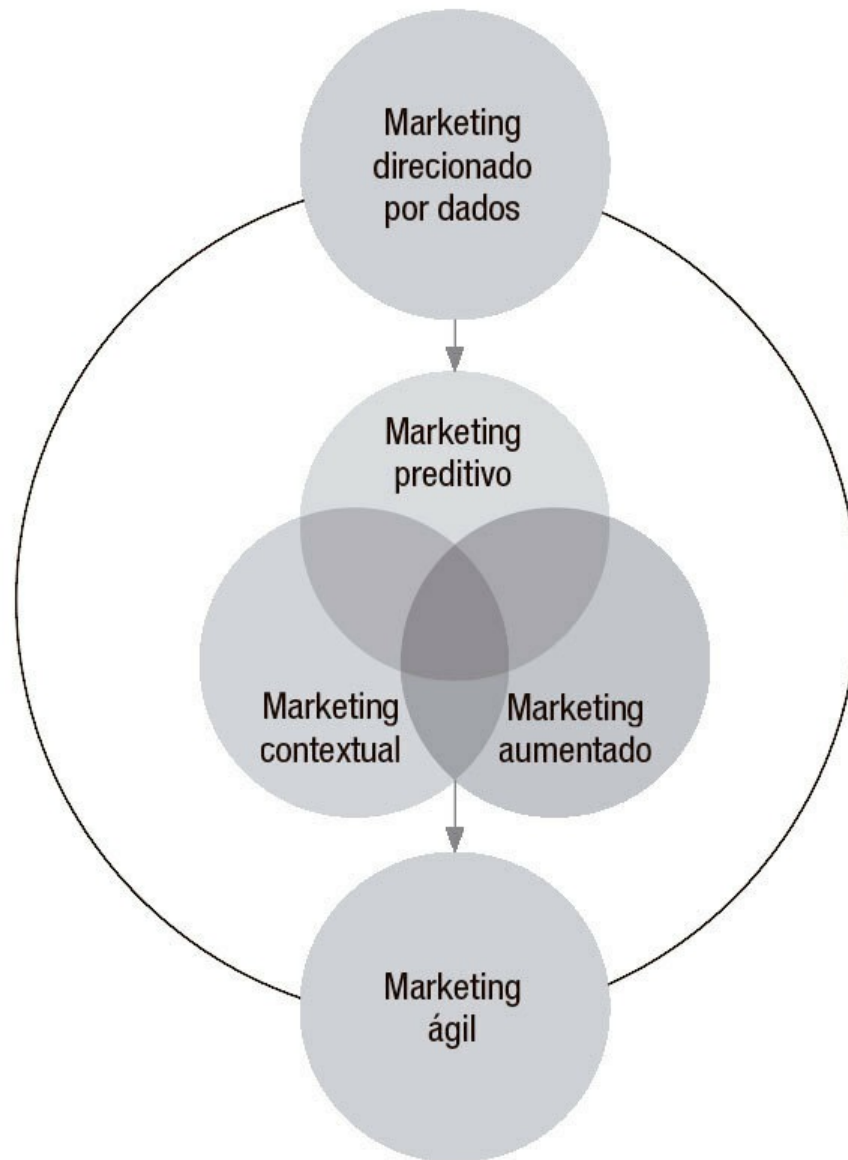 Marketing
direcionado
por dados
Marketing
preditivo
Marketing
contextual
Marketing
aumentado
Marketing
ágil